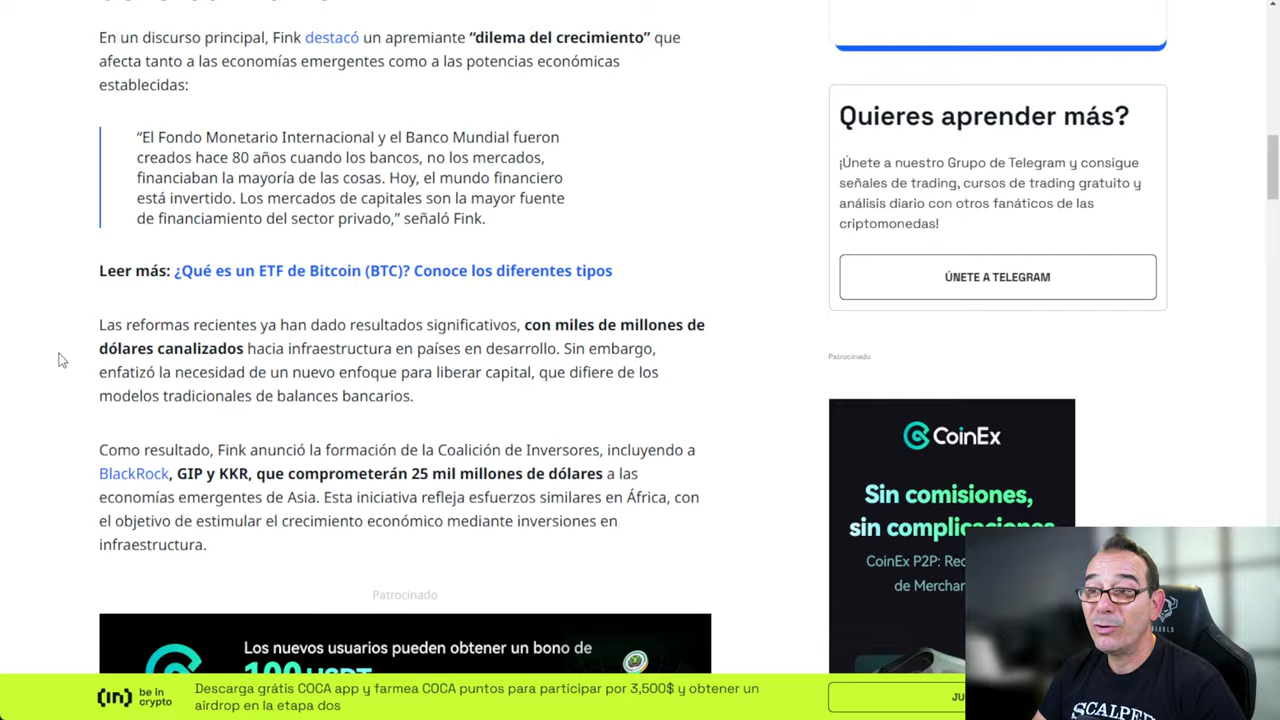 En un discurso principal, Fink destacó un apremiante “dilema del crecimiento” que
afecta tanto a las economías emergentes como a las potencias económicas
establecidas:
“El Fondo Monetario Internacional y el Banco Mundial fueron
creados hace 80 años cuando los bancos, no los mercados,
financiaban la mayoría de las cosas. Hoy, el mundo financiero
está invertido. Los mercados de capitales son la mayor fuente
de financiamiento del sector privado,” señaló Fink.
Leer más: ¿Qué es un ETF de Bitcoin (BTC)? Conoce los diferentes tipos
Las reformas recientes ya han dado resultados significativos, con miles de millones de
dólares canalizados hacia infraestructura en países en desarrollo. Sin embargo,
enfatizó la necesidad de un nuevo enfoque para liberar capital, que difiere de los
modelos tradicionales de balances bancarios.
Como resultado, Fink anunció la formación de la Coalición de Inversores, incluyendo a
BlackRock, GIP y KKR, que comprometerán 25 mil millones de dólares a las
economías emergentes de Asia. Esta iniciativa refleja esfuerzos similares en África, con
el objetivo de estimular el crecimiento económico mediante inversiones en
infraestructura.
Patrocinado
Los nuevos usuarios pueden obtener un bono de
100USDT
Quieres aprender más?
¡Únete a nuestro Grupo de Telegram y consigue
señales de trading, cursos de trading gratuito y
análisis diario con otros fanáticos de las
criptomonedas!
ÚNETE A TELEGRAM
Patrocinado
CoinEx
Sin comisiones,
sin complicaciones
CoinEx P2P: Rec
de Merchan
(in) be in
crypto
Descarga grátis COCA app y farmea COCA puntos para participar por 3,500$ y obtener un
airdrop en la etapa dos
JU
DIABLO
SCALPER